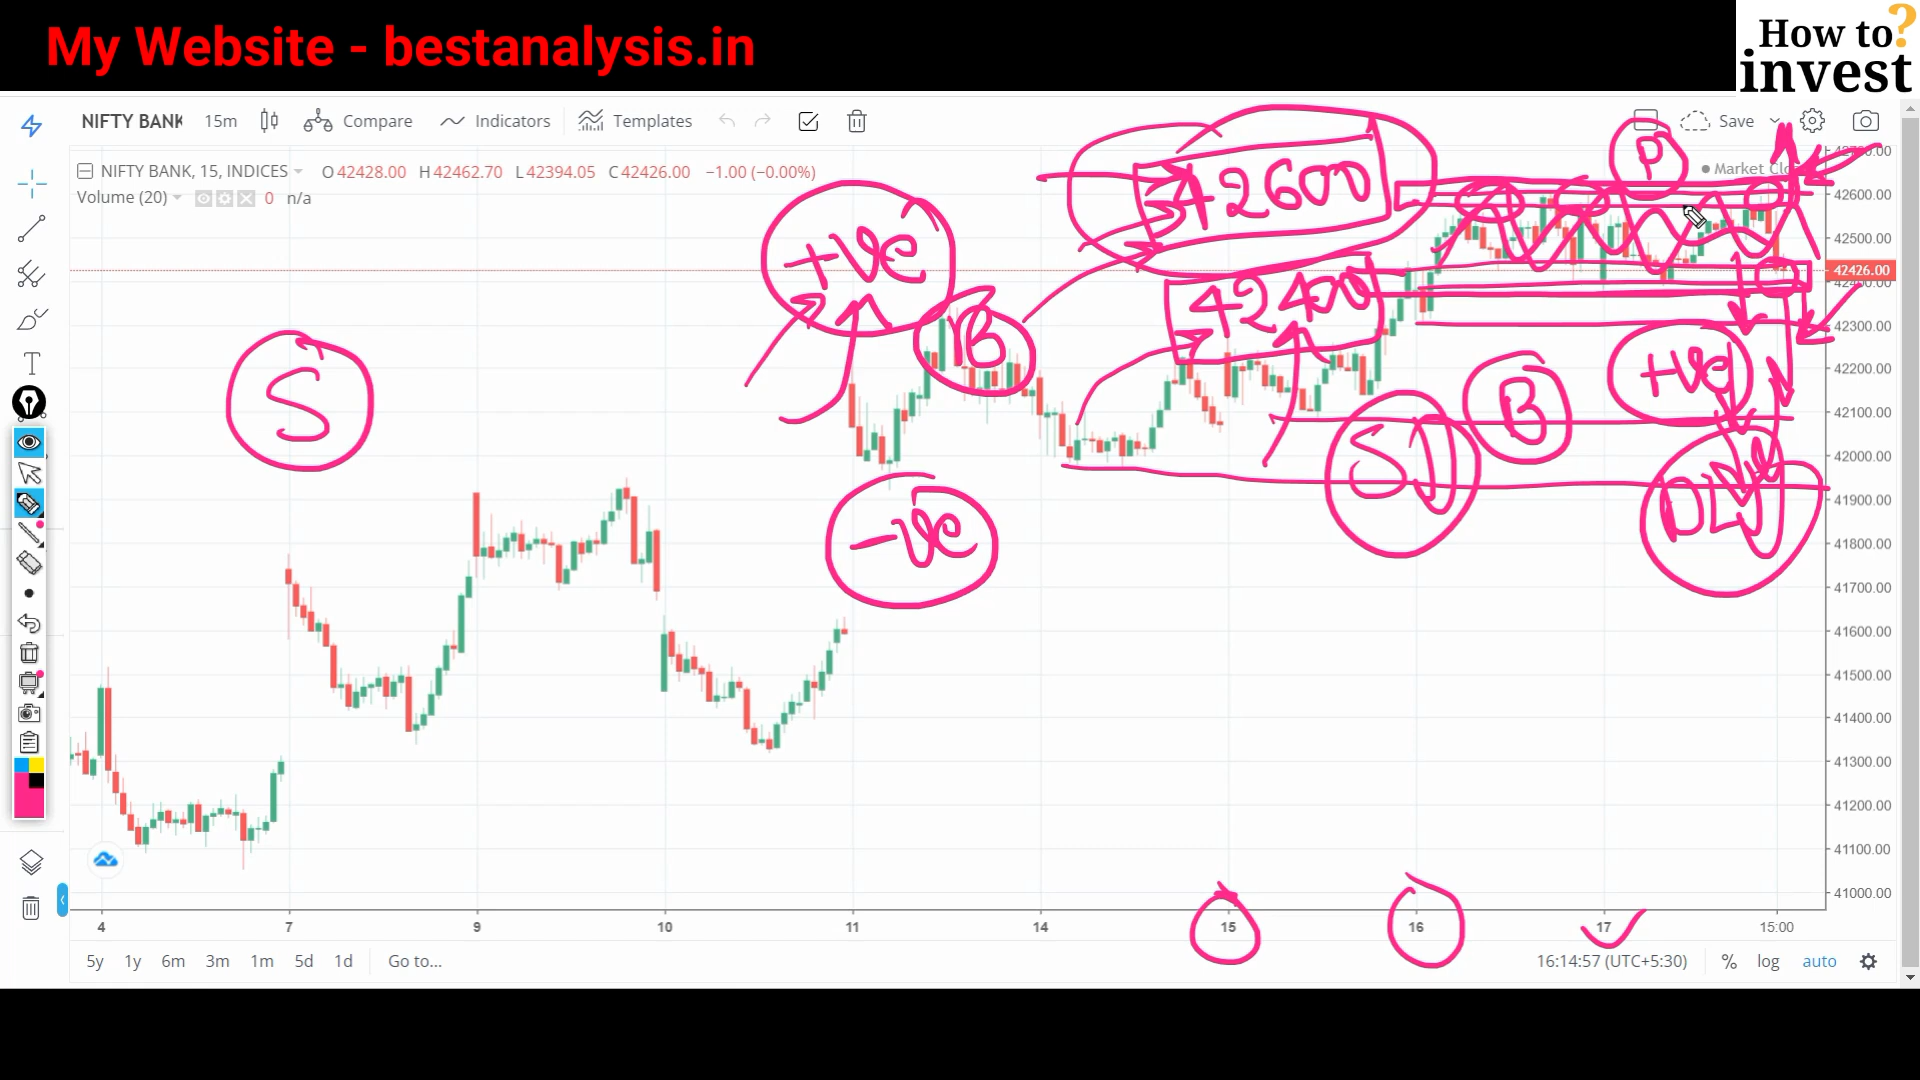 My Website - bestanalysis.in
How to?
invest
NIFTY BANK 15m Compare Indicators Templates Save
NIFTY BANK, 15, INDICES O42428.00 H42462.70 L42394.05 C42426.00 −1.00 (−0.00%)
Market Clo
Volume (20) 0 n/a
42600.00
42500.00
42426.00
42300.00
42200.00
42100.00
42000.00
41900.00
41800.00
41700.00
41600.00
41500.00
41400.00
41300.00
41200.00
41100.00
41000.00
P
42600
+ve
42400
B
S
+ve
B
S
-ve
4 7 9 10 11 14 15 16 17 15:00
5y 1y 6m 3m 1m 5d 1d Go to... 16:14:57 (UTC+5:30) % log auto